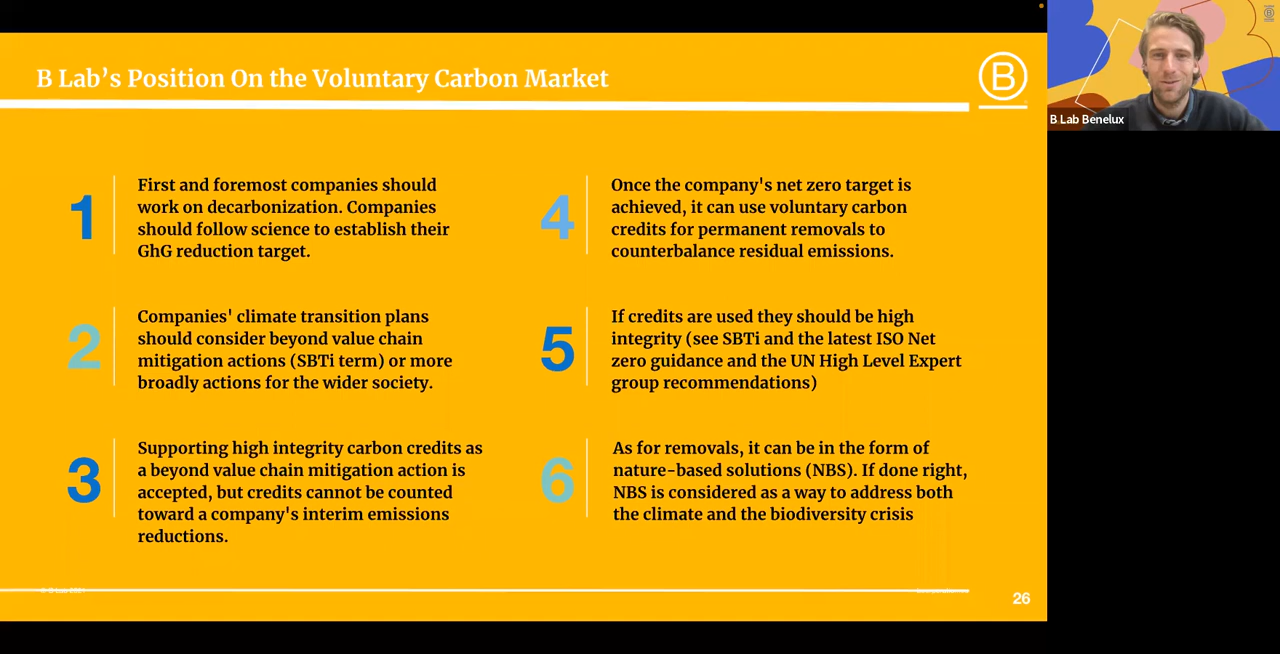 B Lab's Position On the Voluntary Carbon Market
B
B Lab Benelux
1
First and foremost companies should
work on decarbonization. Companies
should follow science to establish their
GhG reduction target.
2
Companies' climate transition plans
should consider beyond value chain
mitigation actions (SBTi term) or more
broadly actions for the wider society.
3
Supporting high integrity carbon credits as
a beyond value chain mitigation action is
accepted, but credits cannot be counted
toward a company's interim emissions
reductions.
4
Once the company's net zero target is
achieved, it can use voluntary carbon
credits for permanent removals to
counterbalance residual emissions.
5
If credits are used they should be high
integrity (see SBTi and the latest ISO Net
zero guidance and the UN High Level Expert
group recommendations)
6
As for removals, it can be in the form of
nature-based solutions (NBS). If done right,
NBS is considered as a way to address both
the climate and the biodiversity crisis
26